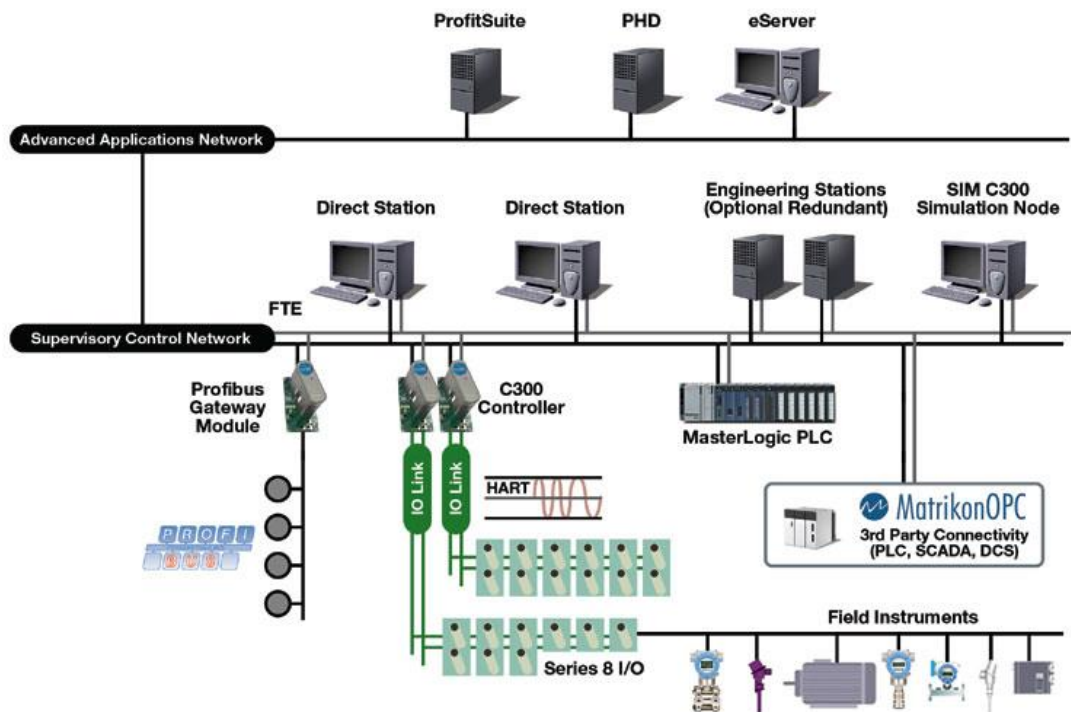 ProfitSuite
PHD
eServer
Advanced Applications Network
Direct Station
Direct Station
Engineering Stations
(Optional Redundant)
SIM C300
Simulation Node
FTE
Supervisory Control Network
Profibus
Gateway
Module
C300
Controller
MasterLogic PLC
IO Link
IO Link
HART
PROFI
BUS
MatrikonOPC
3rd Party Connectivity
(PLC, SCADA, DCS)
Field Instruments
Series 8 I/O